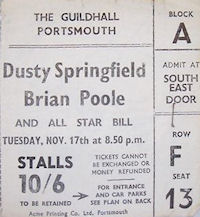 THE GUILDHALL
PORTSMOUTH
Dusty Springfield
Brian Poole
AND ALL STAR BILL
TUESDAY, NOV. 17th at 8.50 p.m.
STALLS
10/6
TO BE RETAINED
TICKETS CANNOT
BE EXCHANGED OR
MONEY REFUNDED
FOR ENTRANCE
AND CAR PARKS
SEE PLAN ON BACK
Acme Printing Co. Ltd. Portsmouth
BLOCK
A
ADMIT AT
SOUTH
EAST
DOOR
ROW
F
SEAT
13